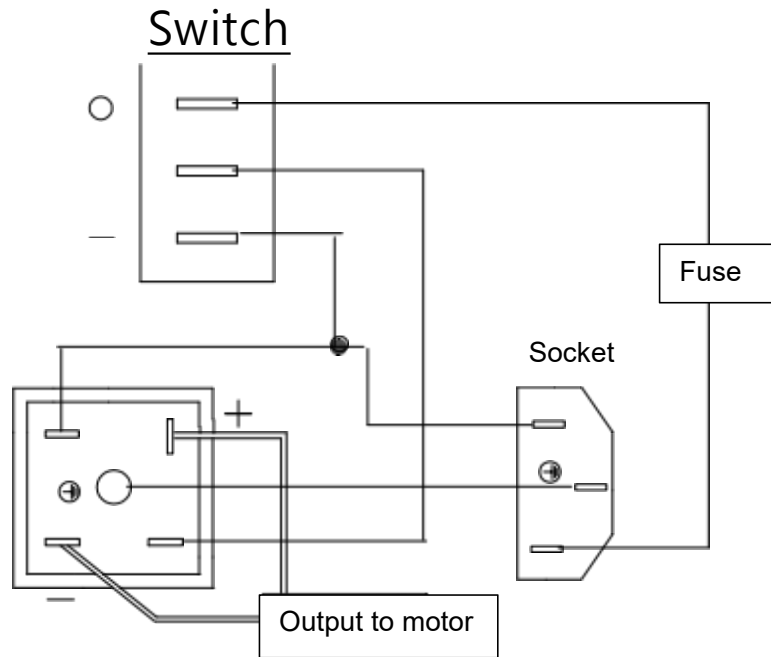 Switch
Fuse
Socket
+
—
Output to motor